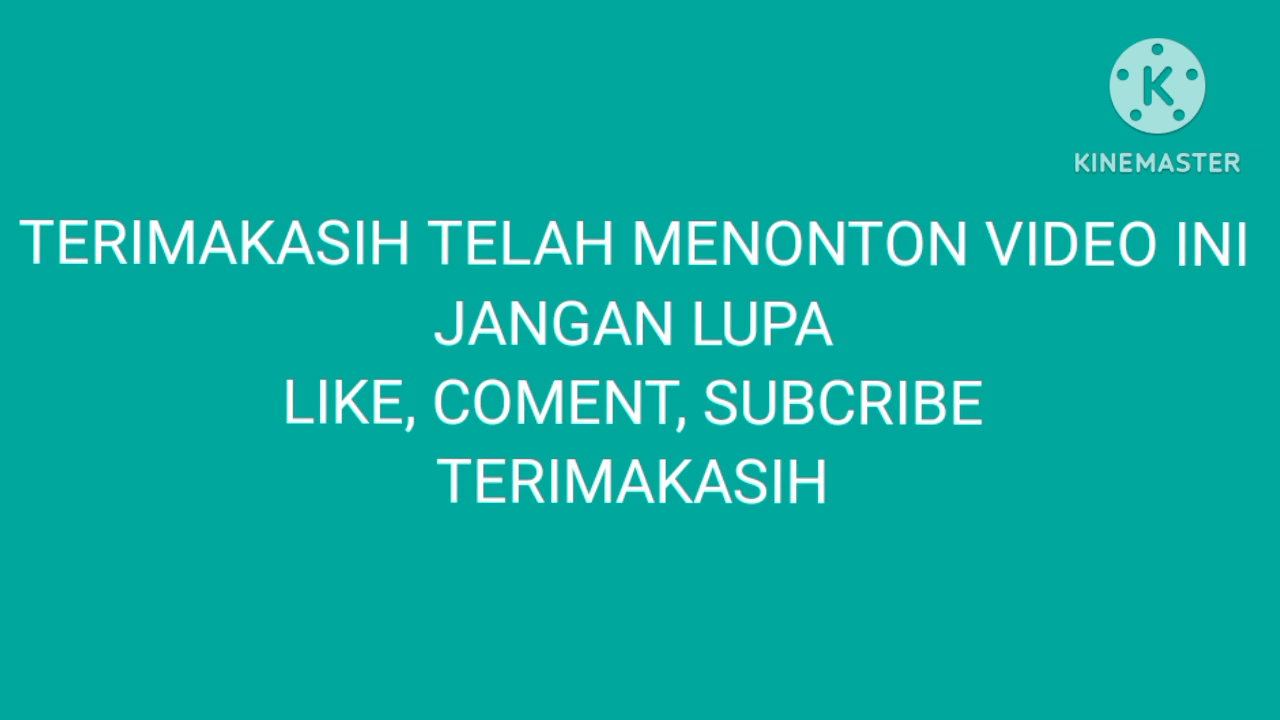 K
KINEMASTER
TERIMAKASIH TELAH MENONTON VIDEO INI
JANGAN LUPA
LIKE, COMENT, SUBCRIBE
TERIMAKASIH